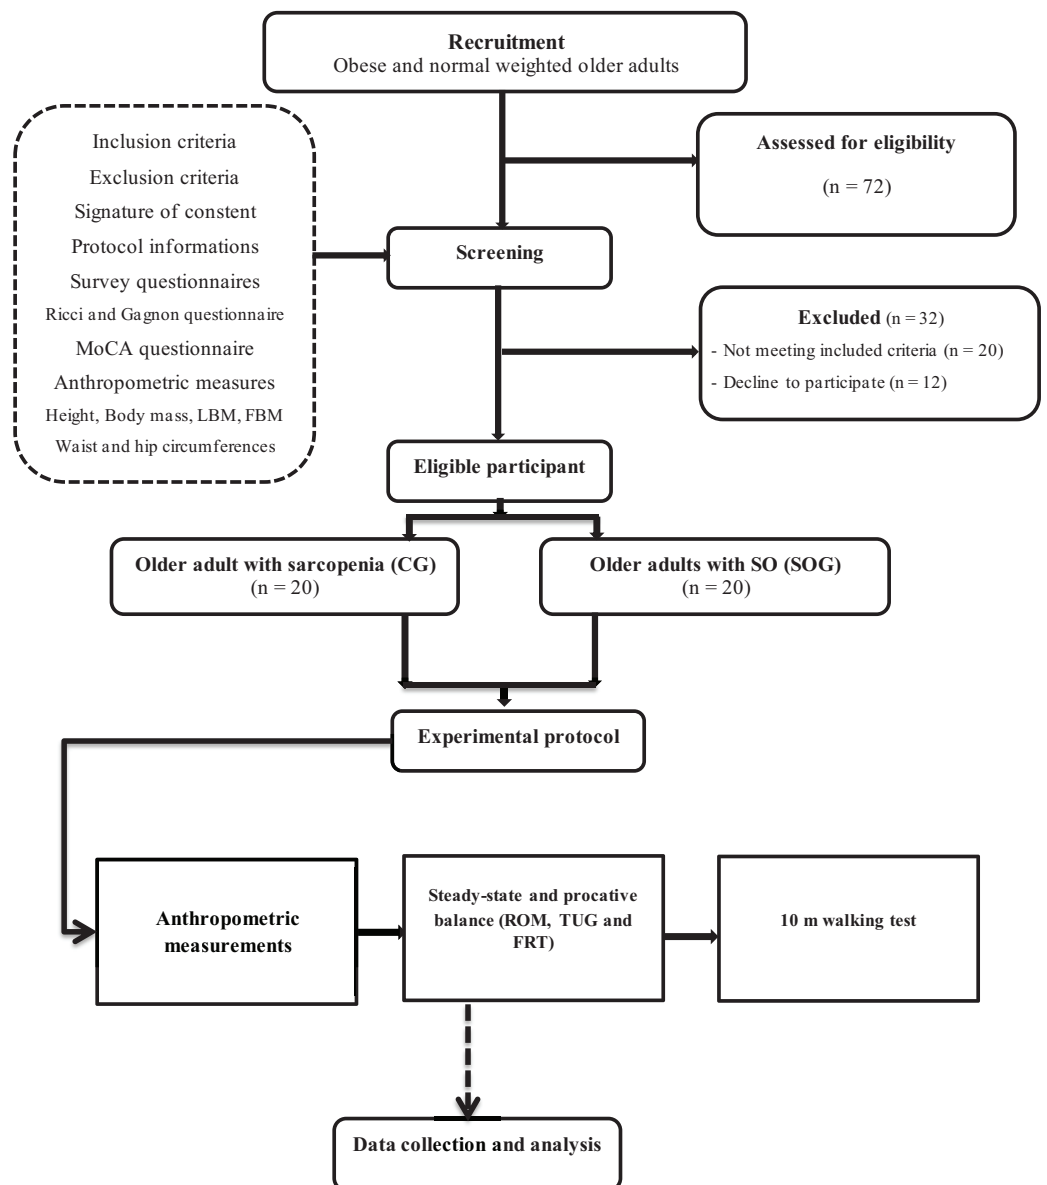 Recruitment
Obese and normal weighted older adults
Inclusion criteria
Exclusion criteria
Signature of constent
Protocol informations
Survey questionnaires
Ricci and Gagnon questionnaire
MoCA questionnaire
Anthropometric measures
Height, Body mass, LBM, FBM
Waist and hip circumferences
Assessed for eligibility
(n = 72)
Screening
Excluded (n = 32)
- Not meeting included criteria (n = 20)
- Decline to participate (n = 12)
Eligible participant
Older adult with sarcopenia (CG)
(n = 20)
Older adults with SO (SOG)
(n = 20)
Experimental protocol
Anthropometric
measurements
Steady-state and procative
balance (ROM, TUG and
FRT)
10 m walking test
Data collection and analysis